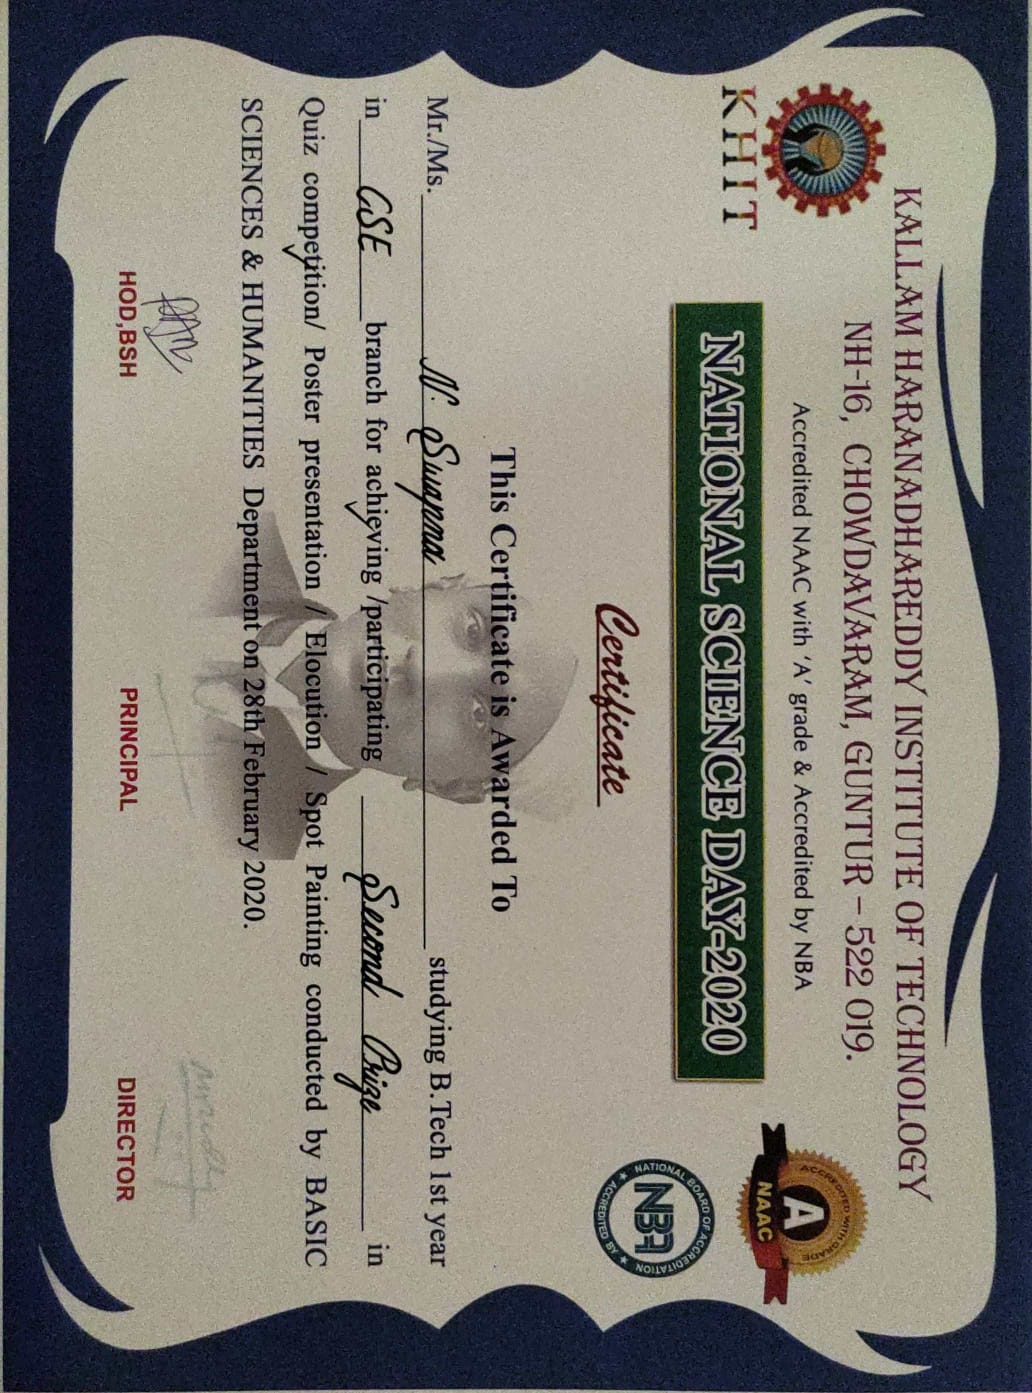 KALLAM HARANADHAREDDY INSTITUTE OF TECHNOLOGY
NH-16, CHOWDAVARAM, GUNTUR – 522 019.
Accredited NAAC with ‘A’ grade & Accredited by NBA
KHIT
ACCREDITED WITH GRADE
A
NAAC
NATIONAL SCIENCE DAY-2020
NATIONAL BOARD OF ACCREDITATION
NBA
★ ACCREDITED BY ★
Certificate
This Certificate is Awarded To
Mr./Ms. N. Swapna studying B.Tech 1st year
in CSE branch for achieving /participating Second Prize in
Quiz competition/ Poster presentation / Elocution / Spot Painting conducted by BASIC
SCIENCES & HUMANITIES Department on 28th February 2020.
HOD,BSH
PRINCIPAL
DIRECTOR